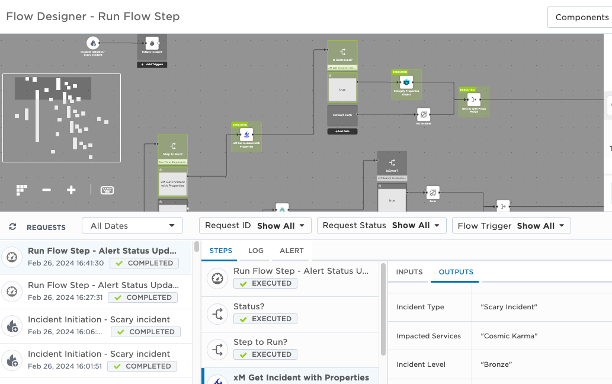 Flow Designer - Run Flow Step
Components
REQUESTS
All Dates
Request ID Show All
Request Status Show All
Flow Trigger Show All
Run Flow Step - Alert Status Upd...
Feb 26, 2024 16:41:30 COMPLETED
Run Flow Step - Alert Status Upda...
Feb 26, 2024 16:27:31 COMPLETED
Incident Initiation - Scary incident
Feb 26, 2024 16:06:... COMPLETED
Incident Initiation - Scary incident
Feb 26, 2024 16:01:51 COMPLETED
STEPS LOG ALERT
Run Flow Step - Alert Status U...
EXECUTED
Status?
EXECUTED
Step to Run?
EXECUTED
xM Get Incident with Properties
INPUTS OUTPUTS
Incident Type "Scary Incident"
Impacted Services "Cosmic Karma"
Incident Level "Bronze"